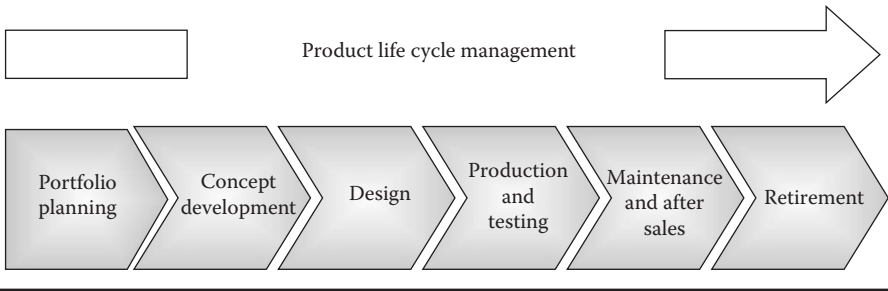 Product life cycle management
Portfolio
planning
Concept
development
Design
Production
and
testing
Maintenance
and after
sales
Retirement